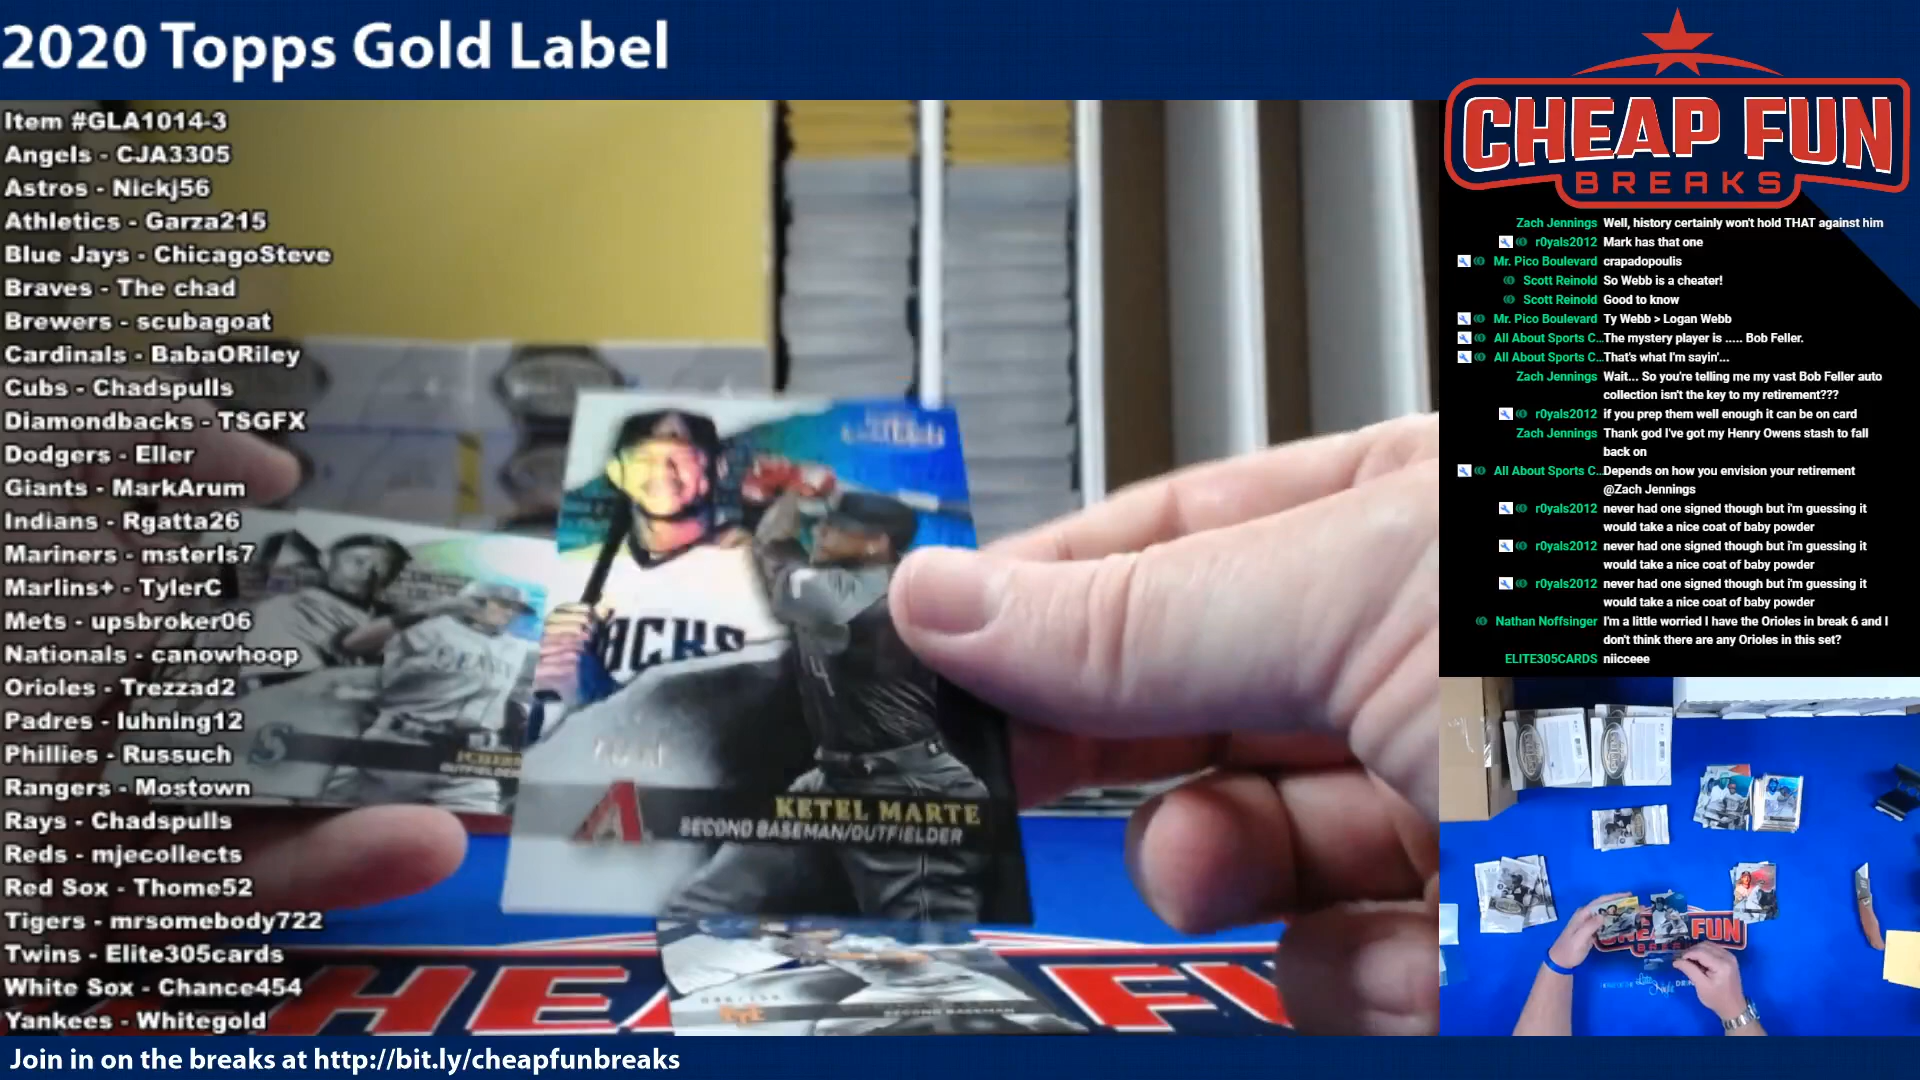 2020 Topps Gold Label
Item #GLA1014-3
Angels - CJA3305
Astros - Nickj56
Athletics - Garza215
Blue Jays - ChicagoSteve
Braves - The chad
Brewers - scubagoat
Cardinals - BabaORiley
Cubs - Chadspulls
Diamondbacks - TSGFX
Dodgers - Eller
Giants - MarkArum
Indians - Rgatta26
Mariners - msterls7
Marlins+ - TylerC
Mets - upsbroker06
Nationals - canowhoop
Orioles - Trezzad2
Padres - luhning12
Phillies - Russuch
Rangers - Mostown
Rays - Chadspulls
Reds - mjecollects
Red Sox - Thome52
Tigers - mrsomebody722
Twins - Elite305cards
White Sox - Chance454
Yankees - Whitegold
Join in on the breaks at http://bit.ly/cheapfunbreaks
ACKS
A
KETEL MARTE
SECOND BASEMAN/OUTFIELDER
OUTFIELDER
SECOND BASEMAN
HE
FU
CHEAP FUN
BREAKS
Zach Jennings Well, history certainly won't hold THAT against him
r0yals2012 Mark has that one
Mr. Pico Boulevard crapadopoulis
Scott Reinold So Webb is a cheater!
Scott Reinold Good to know
Mr. Pico Boulevard Ty Webb > Logan Webb
All About Sports C... The mystery player is ..... Bob Feller.
All About Sports C... That's what I'm sayin'...
Zach Jennings Wait... So you're telling me my vast Bob Feller auto
collection isn't the key to my retirement???
r0yals2012 if you prep them well enough it can be on card
Zach Jennings Thank god I've got my Henry Owens stash to fall
back on
All About Sports C... Depends on how you envision your retirement
@Zach Jennings
r0yals2012 never had one signed though but i'm guessing it
would take a nice coat of baby powder
r0yals2012 never had one signed though but i'm guessing it
would take a nice coat of baby powder
r0yals2012 never had one signed though but i'm guessing it
would take a nice coat of baby powder
Nathan Noffsinger I'm a little worried I have the Orioles in break 6 and I
don't think there are any Orioles in this set?
ELITE305CARDS niicceee
FUN